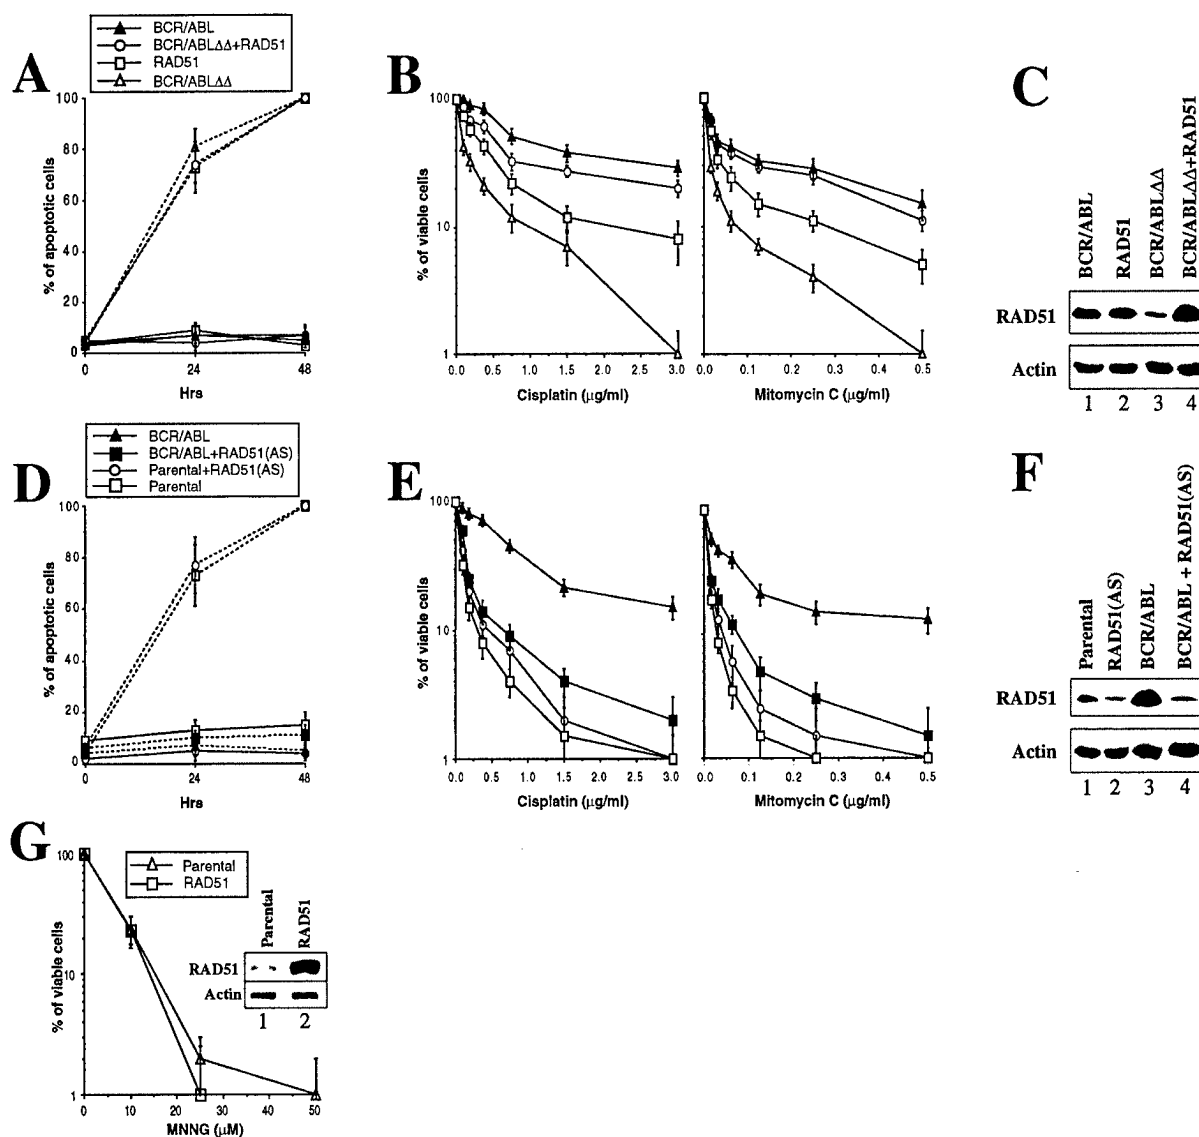 A
BCR/ABL
BCR/ABLΔΔ+RAD51
RAD51
BCR/ABLΔΔ
% of apoptotic cells
100
80
60
40
20
0
0 24 48
Hrs
B
% of viable cells
100
10
1
0.0 0.5 1.0 1.5 2.0 2.5 3.0
Cisplatin (µg/ml)
0.0 0.1 0.2 0.3 0.4 0.5
Mitomycin C (µg/ml)
C
BCR/ABL
RAD51
BCR/ABLΔΔ
BCR/ABLΔΔ+RAD51
RAD51
Actin
1 2 3 4
D
BCR/ABL
BCR/ABL+RAD51(AS)
Parental+RAD51(AS)
Parental
% of apoptotic cells
100
80
60
40
20
0
0 24 48
Hrs
E
% of viable cells
100
10
1
0.0 0.5 1.0 1.5 2.0 2.5 3.0
Cisplatin (µg/ml)
0.0 0.1 0.2 0.3 0.4 0.5
Mitomycin C (µg/ml)
F
Parental
RAD51(AS)
BCR/ABL
BCR/ABL + RAD51(AS)
RAD51
Actin
1 2 3 4
G
Parental
RAD51
% of viable cells
100
10
1
0 10 20 30 40 50
MNNG (µM)
Parental
RAD51
RAD51
Actin
1 2